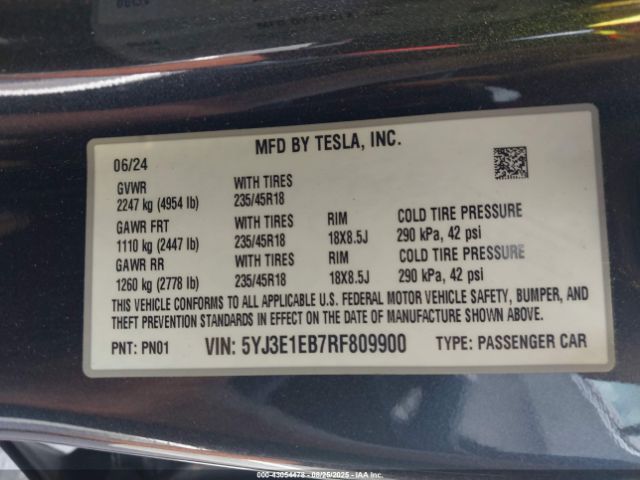 MFD BY TESLA, INC.
06/24
GVWR WITH TIRES
2247 kg (4954 lb) 235/45R18
GAWR FRT WITH TIRES RIM COLD TIRE PRESSURE
1110 kg (2447 lb) 235/45R18 18X8.5J 290 kPa, 42 psi
GAWR RR WITH TIRES RIM COLD TIRE PRESSURE
1260 kg (2778 lb) 235/45R18 18X8.5J 290 kPa, 42 psi
THIS VEHICLE CONFORMS TO ALL APPLICABLE U.S. FEDERAL MOTOR VEHICLE SAFETY, BUMPER, AND
THEFT PREVENTION STANDARDS IN EFFECT ON THE DATE OF MANUFACTURE SHOWN ABOVE.
PNT: PN01 VIN: 5YJ3E1EB7RF809900 TYPE: PASSENGER CAR
000-43054478 - 08/25/2025 - IAA Inc.